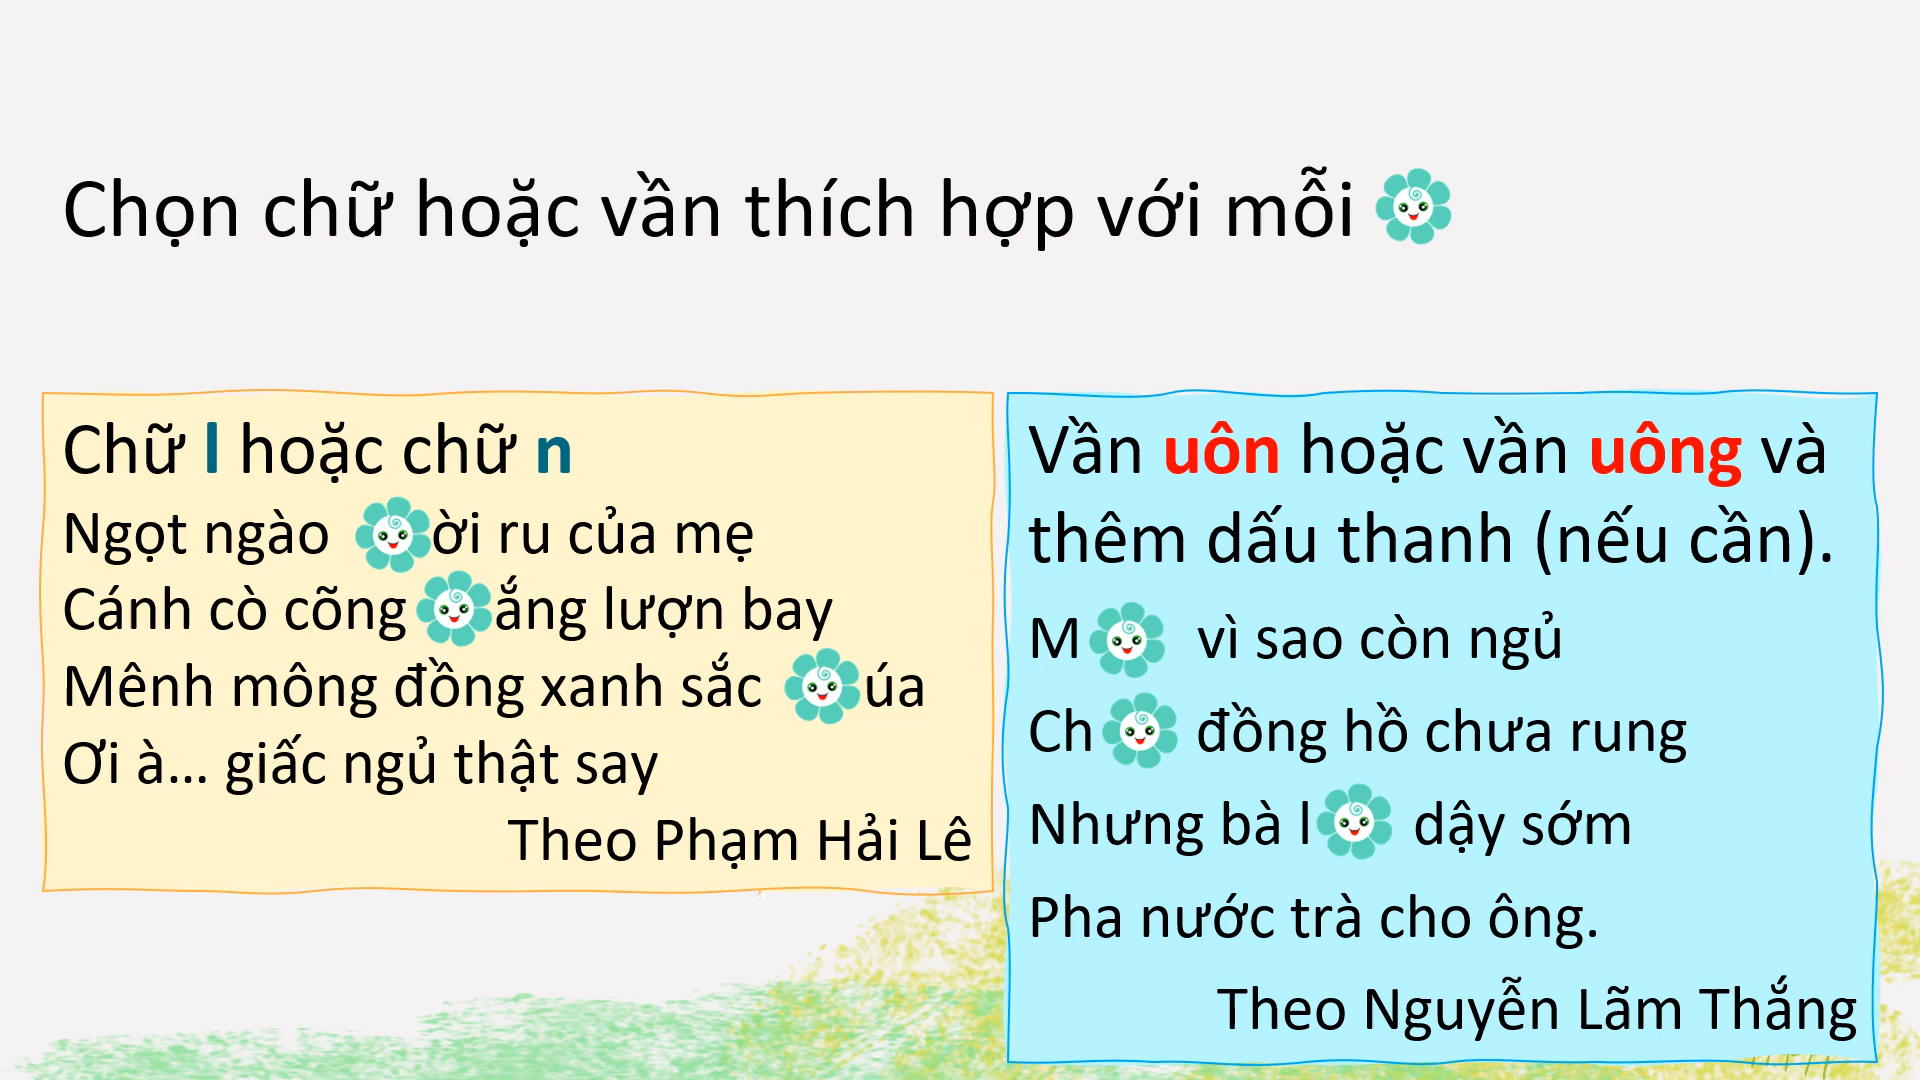 Chọn chữ hoặc vần thích hợp với mỗi
Chữ l hoặc chữ n
Ngọt ngào ời ru của mẹ
Cánh cò cõng ắng lượn bay
Mênh mông đồng xanh sắc úa
Ơi à... giấc ngủ thật say
Theo Phạm Hải Lê
Vần uôn hoặc vần uông và
thêm dấu thanh (nếu cần).
M vì sao còn ngủ
Ch đồng hồ chưa rung
Nhưng bà l dậy sớm
Pha nước trà cho ông.
Theo Nguyễn Lãm Thắng